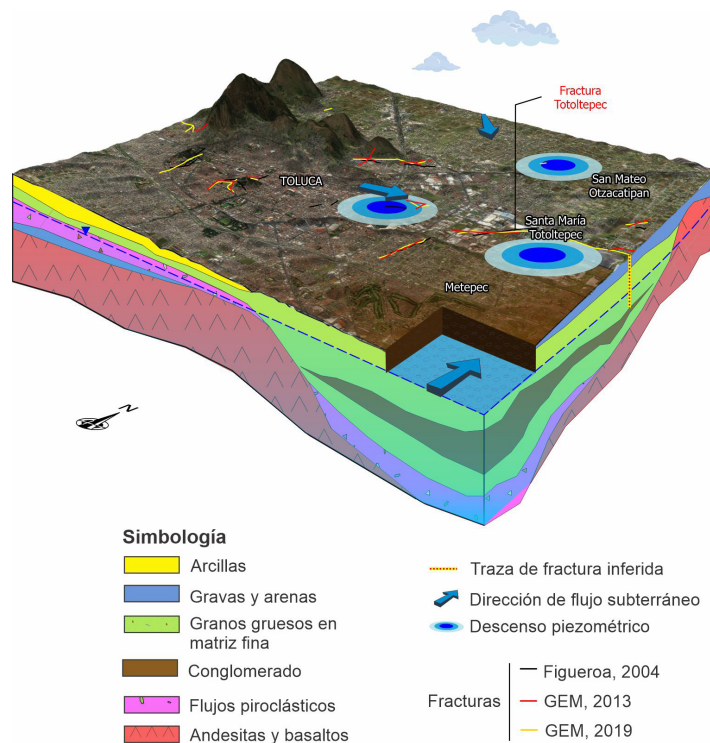 Fractura
Totoltepec
San Mateo
Otzacatipan
TOLUCA
Santa María
Totoltepec
Metepec
N
Simbología
Arcillas
Gravas y arenas
Granos gruesos en
matriz fina
Conglomerado
Flujos piroclásticos
Andesitas y basaltos
Traza de fractura inferida
Dirección de flujo subterráneo
Descenso piezométrico
Fracturas
Figueroa, 2004
GEM, 2013
GEM, 2019